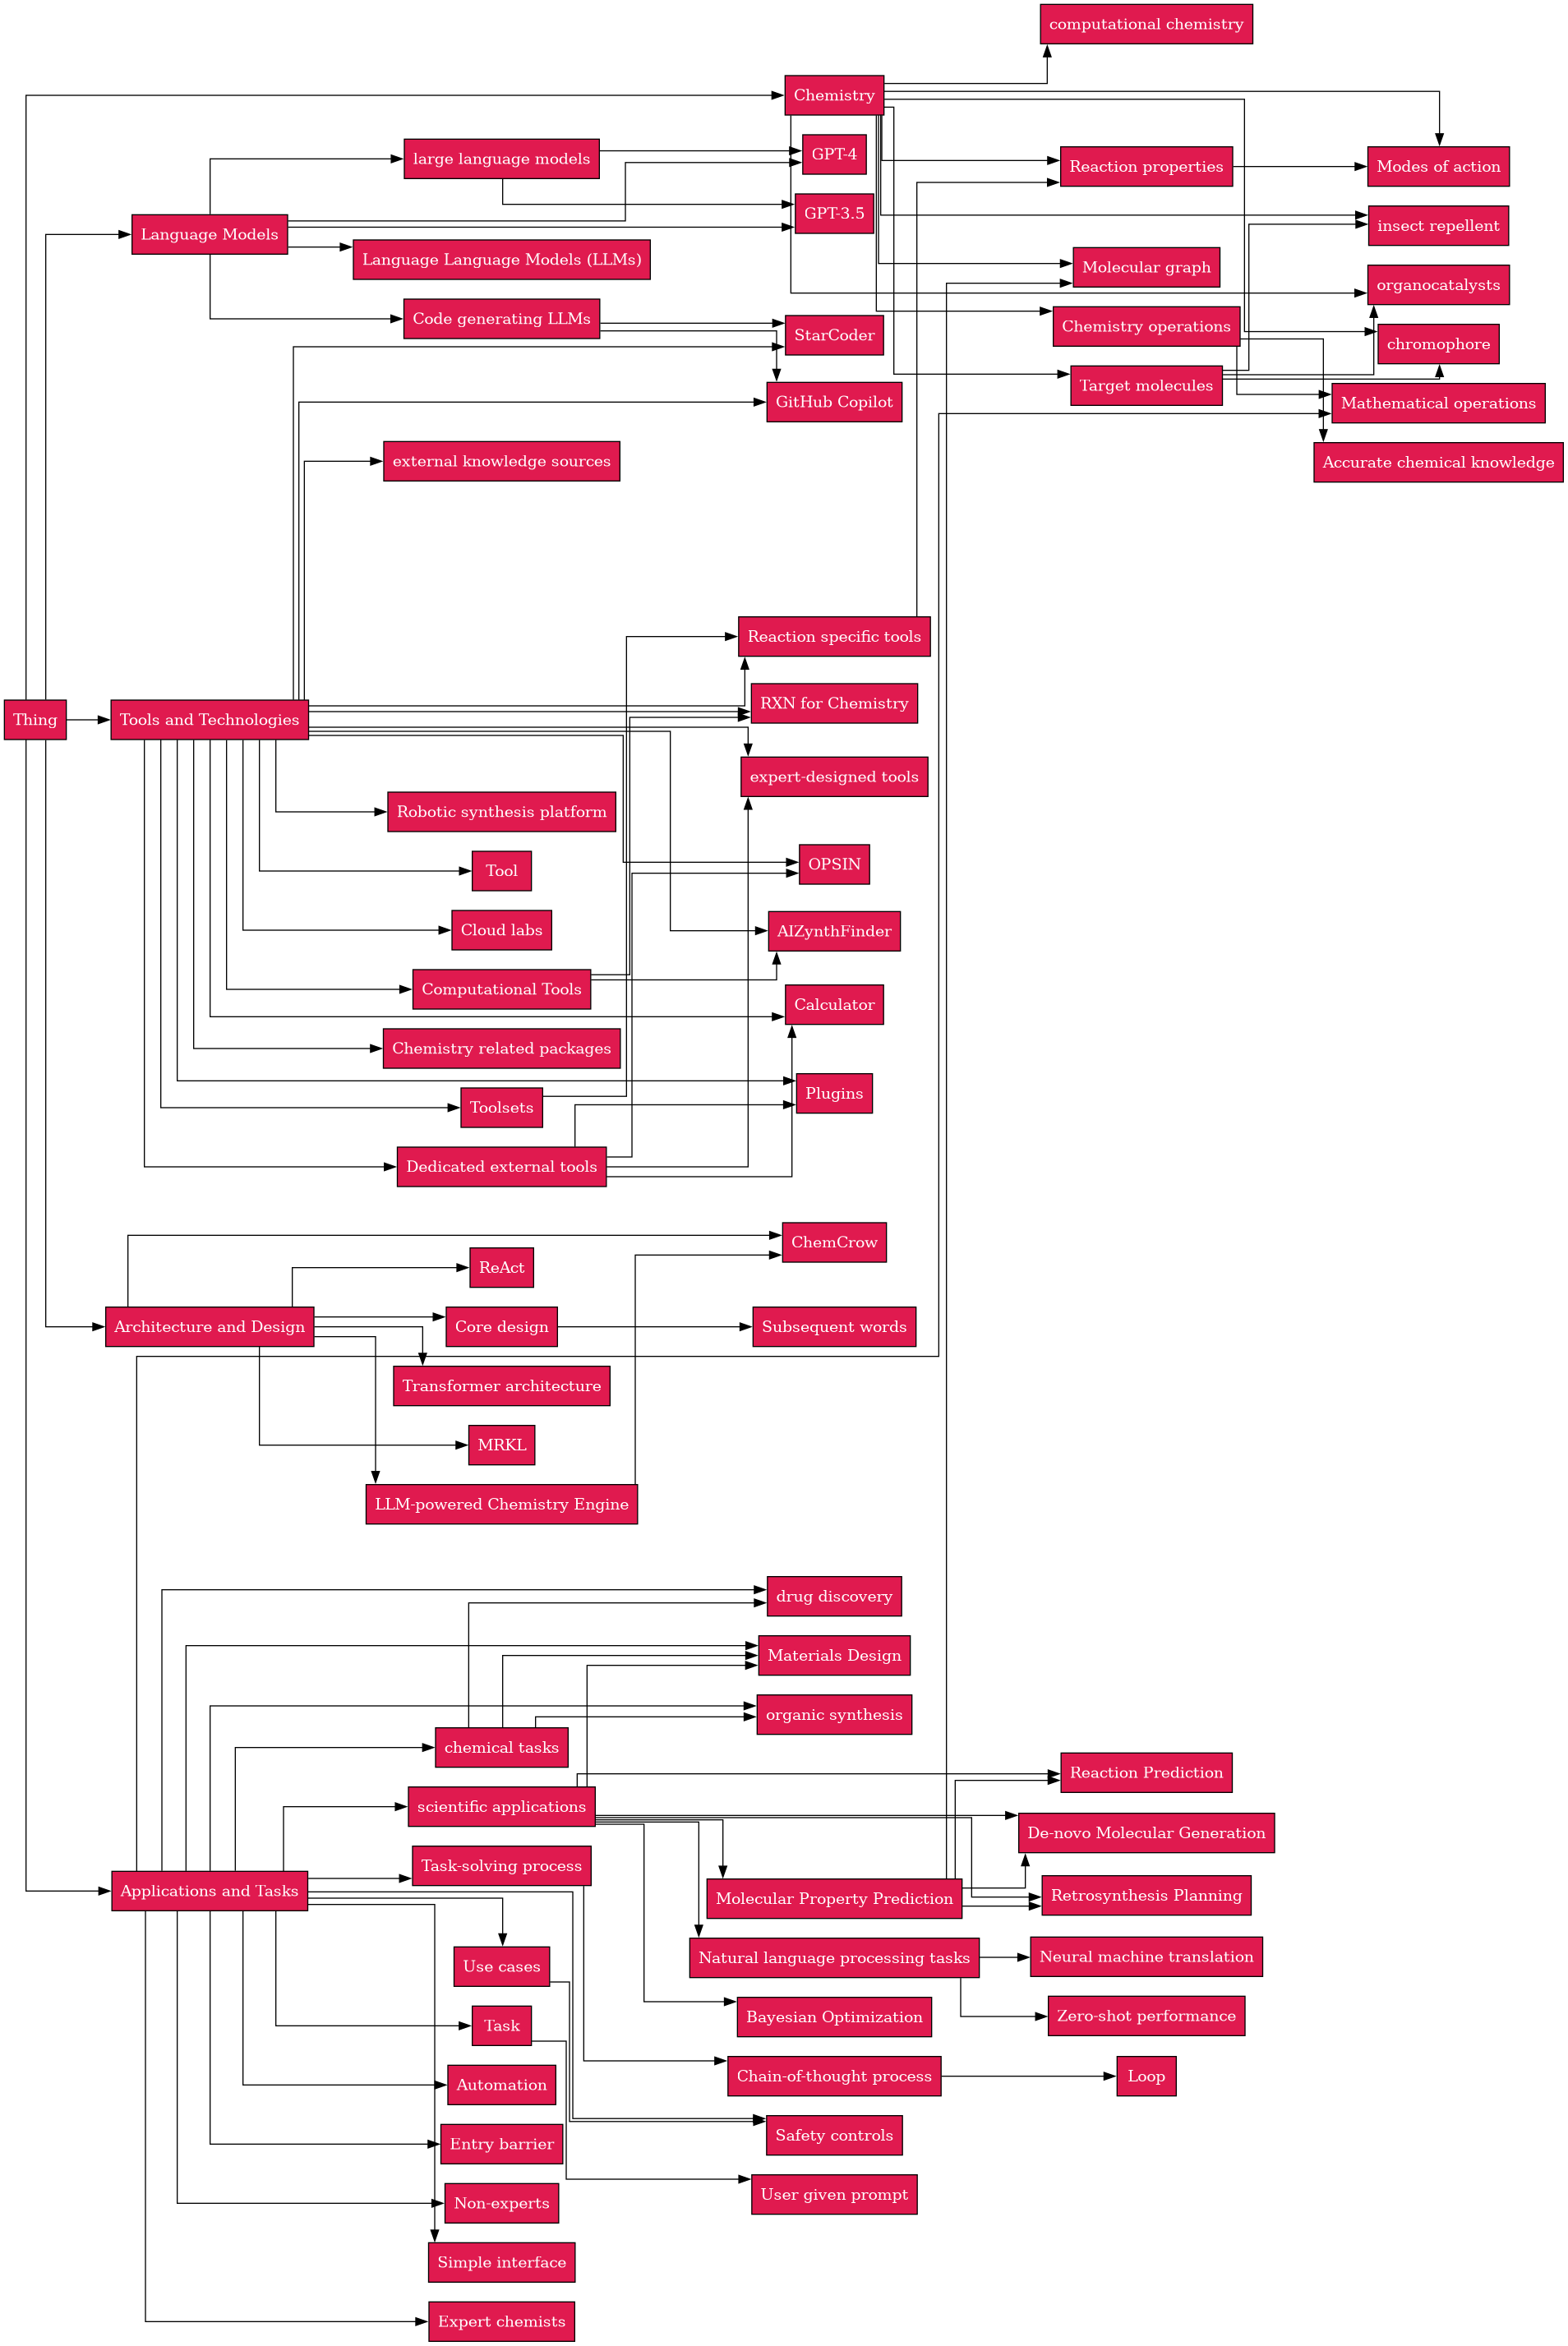 computational chemistry
Chemistry
large language models
GPT-4
Reaction properties
Modes of action
GPT-3.5
insect repellent
Language Models
Language Language Models (LLMs)
Molecular graph
organocatalysts
Code generating LLMs
StarCoder
Chemistry operations
chromophore
GitHub Copilot
Target molecules
Mathematical operations
external knowledge sources
Accurate chemical knowledge
Reaction specific tools
RXN for Chemistry
Thing
Tools and Technologies
expert-designed tools
Robotic synthesis platform
Tool
OPSIN
Cloud labs
AIZynthFinder
Computational Tools
Calculator
Chemistry related packages
Plugins
Toolsets
Dedicated external tools
ChemCrow
ReAct
Architecture and Design
Core design
Subsequent words
Transformer architecture
MRKL
LLM-powered Chemistry Engine
drug discovery
Materials Design
organic synthesis
chemical tasks
Reaction Prediction
scientific applications
De-novo Molecular Generation
Task-solving process
Applications and Tasks
Molecular Property Prediction
Retrosynthesis Planning
Use cases
Natural language processing tasks
Neural machine translation
Task
Bayesian Optimization
Zero-shot performance
Automation
Chain-of-thought process
Loop
Entry barrier
Safety controls
Non-experts
User given prompt
Simple interface
Expert chemists